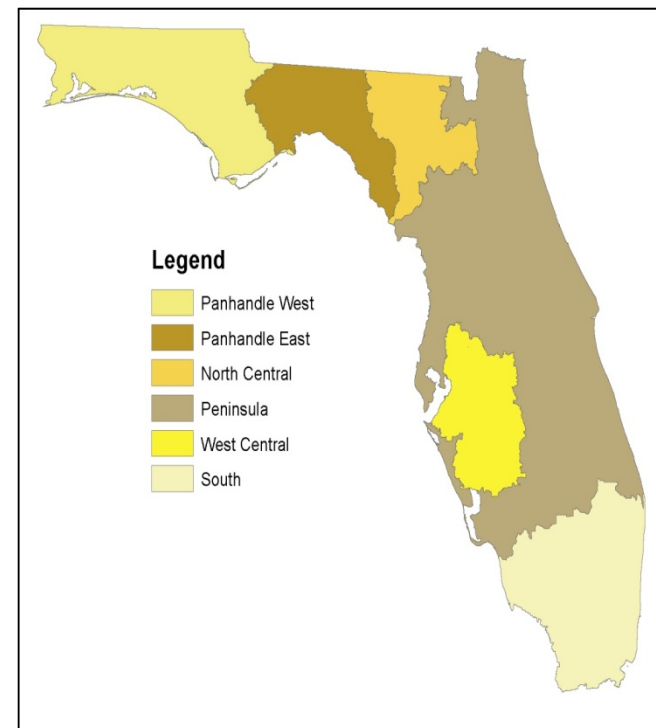 Legend
Panhandle West
Panhandle East
North Central
Peninsula
West Central
South